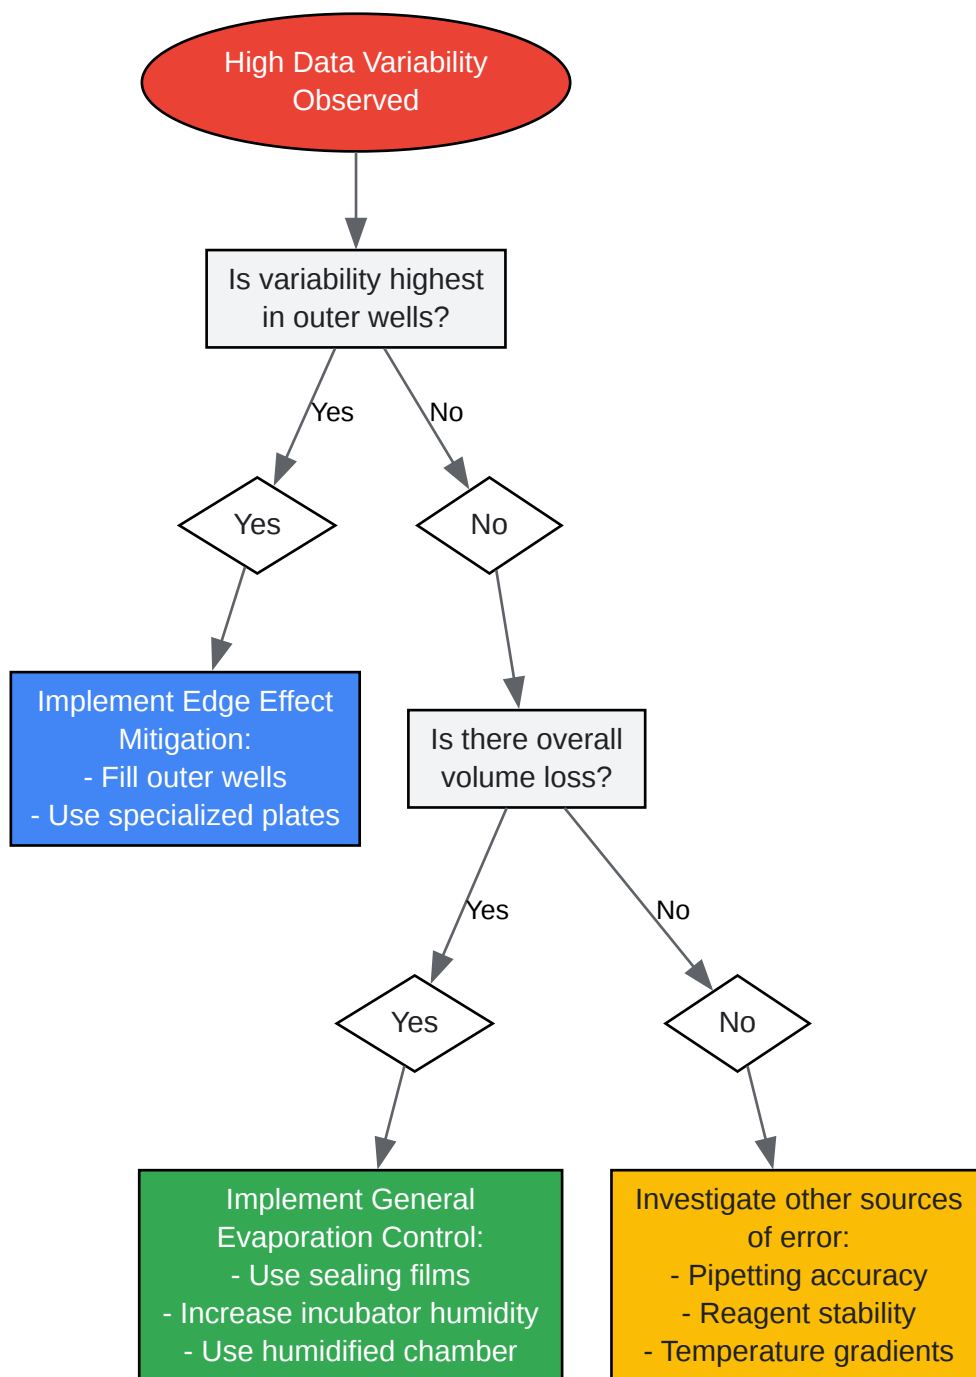 High Data Variability
Observed
Is variability highest
in outer wells?
Yes
No
Yes
No
Implement Edge Effect
Mitigation:
- Fill outer wells
- Use specialized plates
Is there overall
volume loss?
Yes
No
Yes
No
Implement General
Evaporation Control:
- Use sealing films
- Increase incubator humidity
- Use humidified chamber
Investigate other sources
of error:
- Pipetting accuracy
- Reagent stability
- Temperature gradients